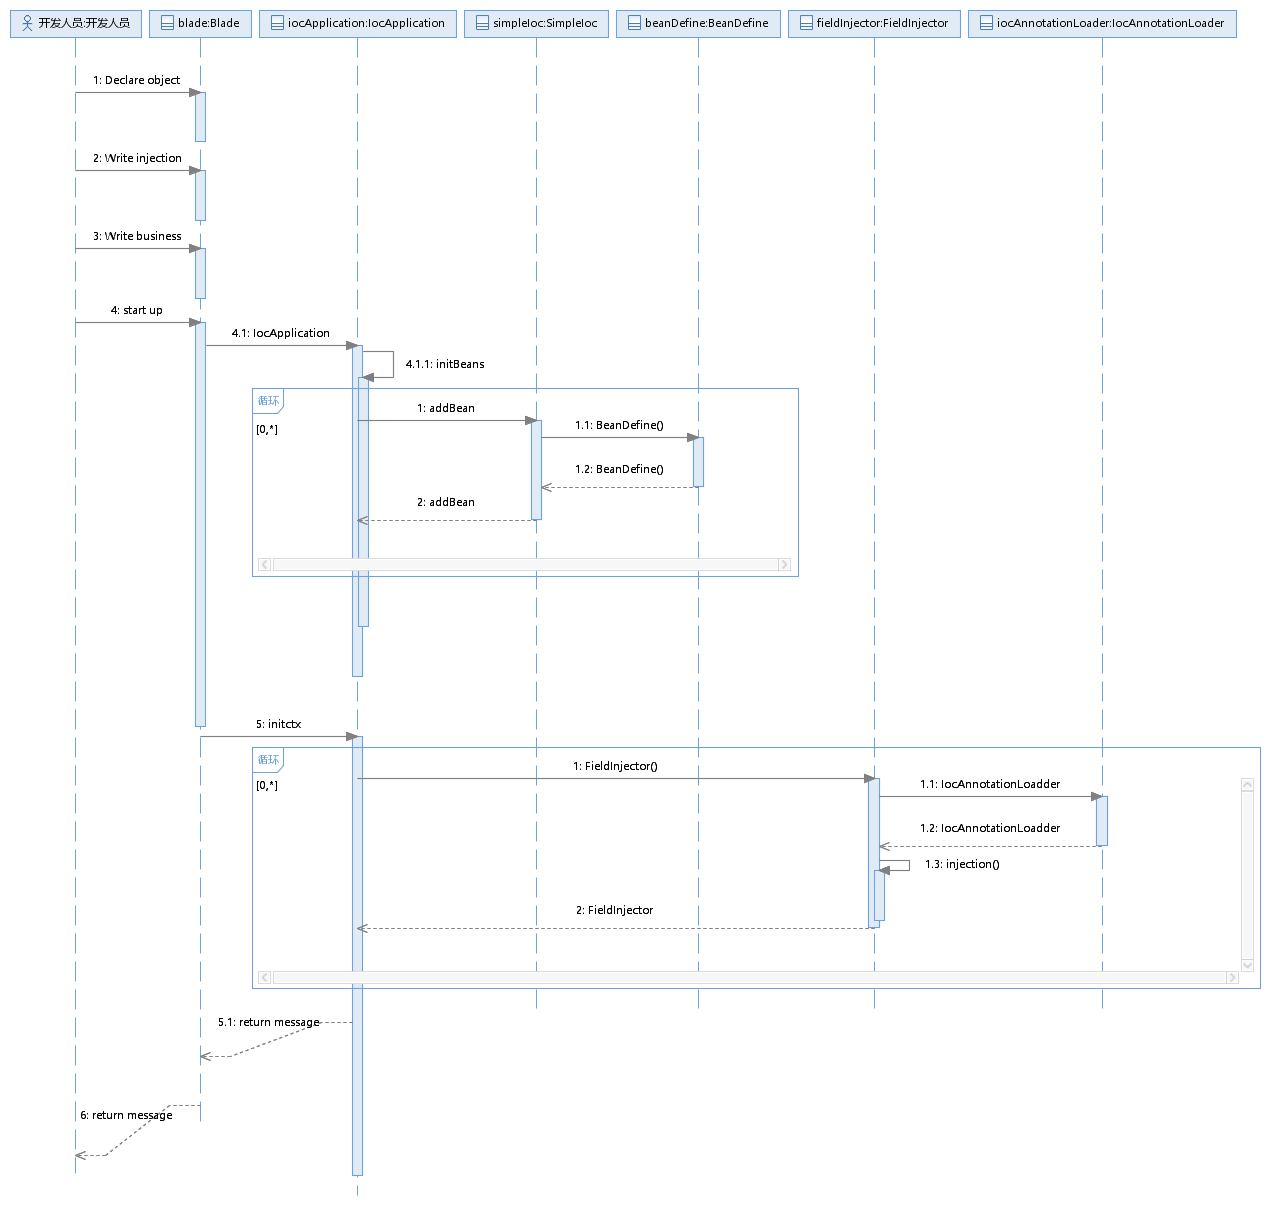 开发人员:开发人员
blade:Blade
iocApplication:IocApplication
simpleIoc:SimpleIoc
beanDefine:BeanDefine
fieldInjector:FieldInjector
iocAnnotationLoader:IocAnnotationLoader
1: Declare object
2: Write injection
3: Write business
4: start up
4.1: IocApplication
4.1.1: initBeans
循环
[0,*]
1: addBean
1.1: BeanDefine()
1.2: BeanDefine()
2: addBean
5: initctx
循环
[0,*]
1: FieldInjector()
1.1: IocAnnotationLoadder
1.2: IocAnnotationLoadder
1.3: injection()
2: FieldInjector
5.1: return message
6: return message